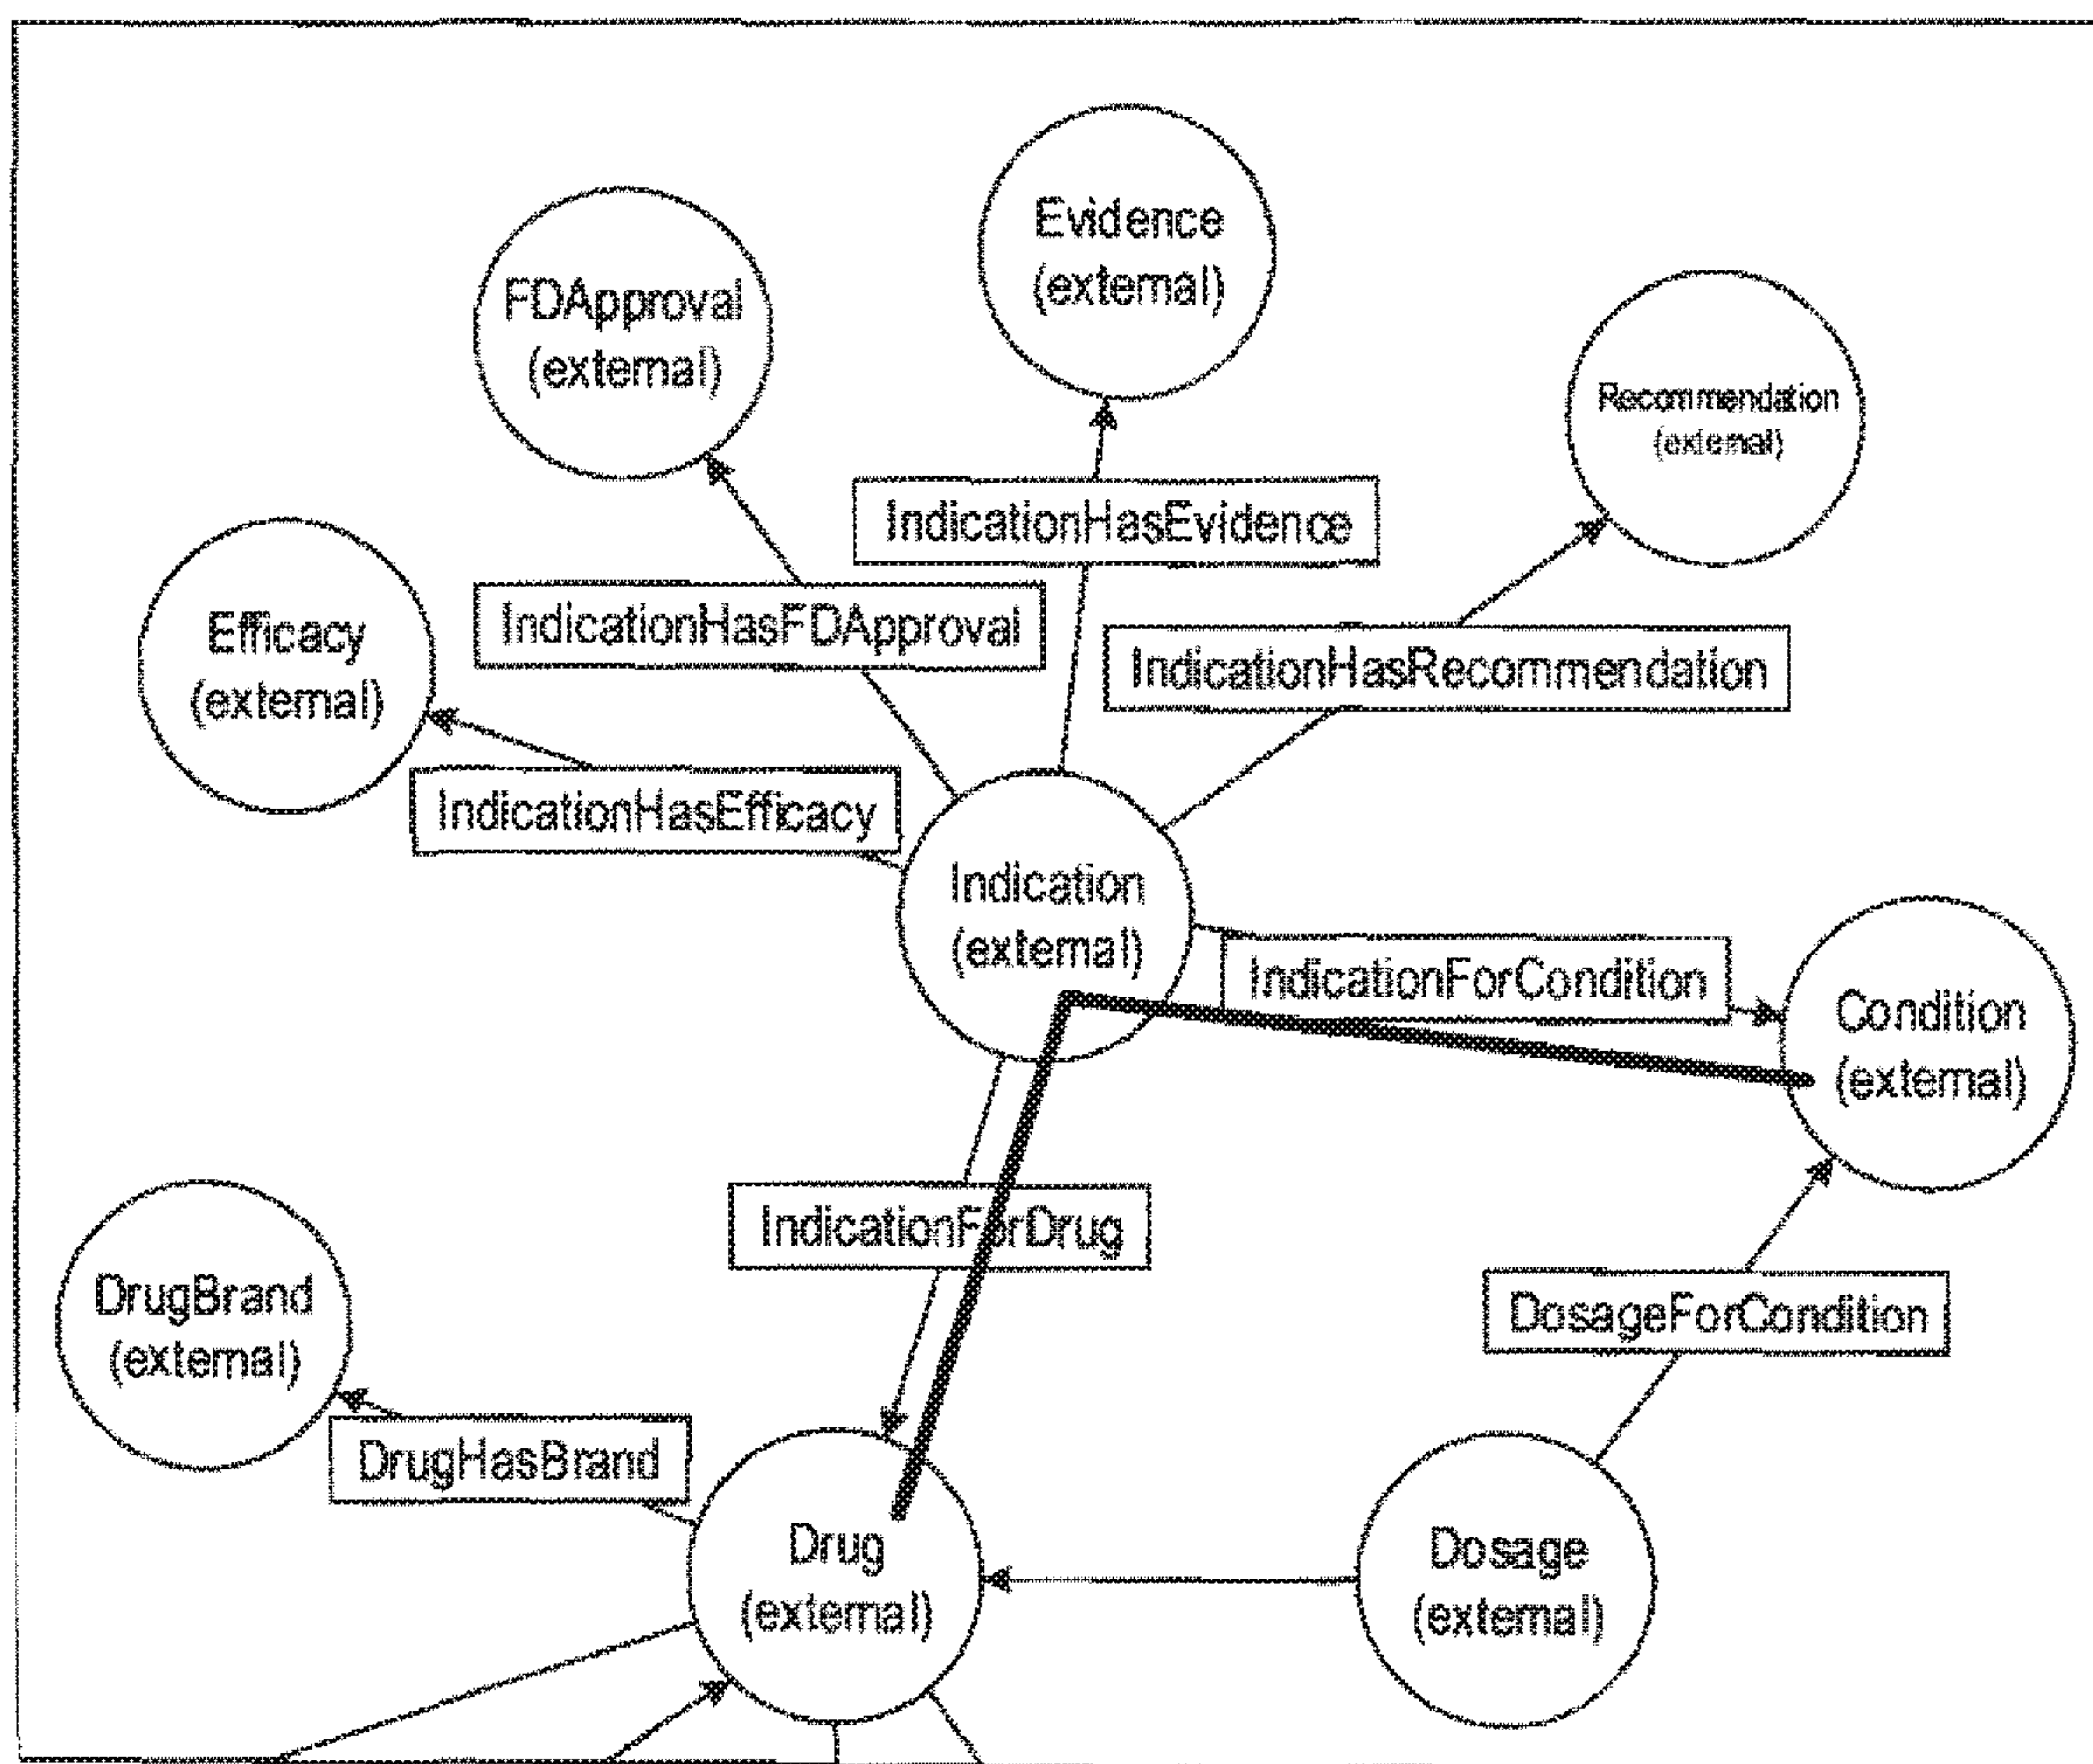 Evidence
(external)
FDApproval
(external)
Recommendation
(external)
IndicationHasEvidence
IndicationHasFDApproval
IndicationHasRecommendation
Efficacy
(external)
IndicationHasEfficacy
Indication
(external)
IndicationForCondition
Condition
(external)
IndicationForDrug
DrugBrand
(external)
DosageForCondition
DrugHasBrand
Drug
(external)
Dosage
(external)